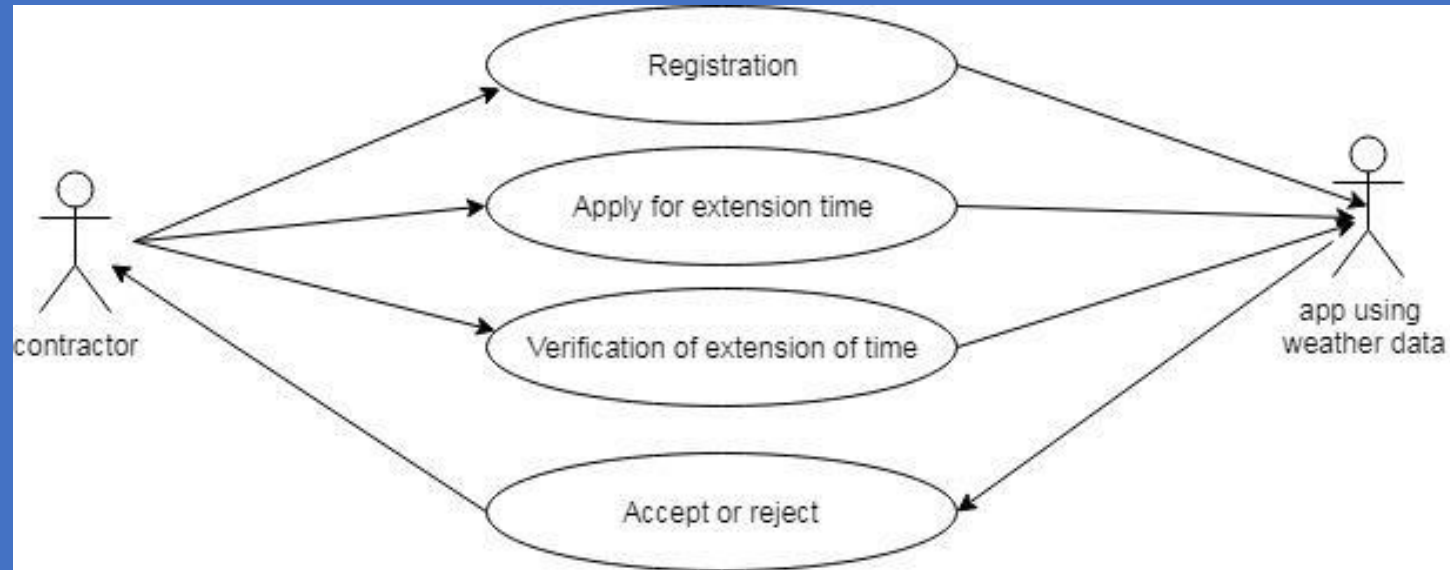 Registration
Apply for extension time
contractor
Verification of extension of time
app using
weather data
Accept or reject